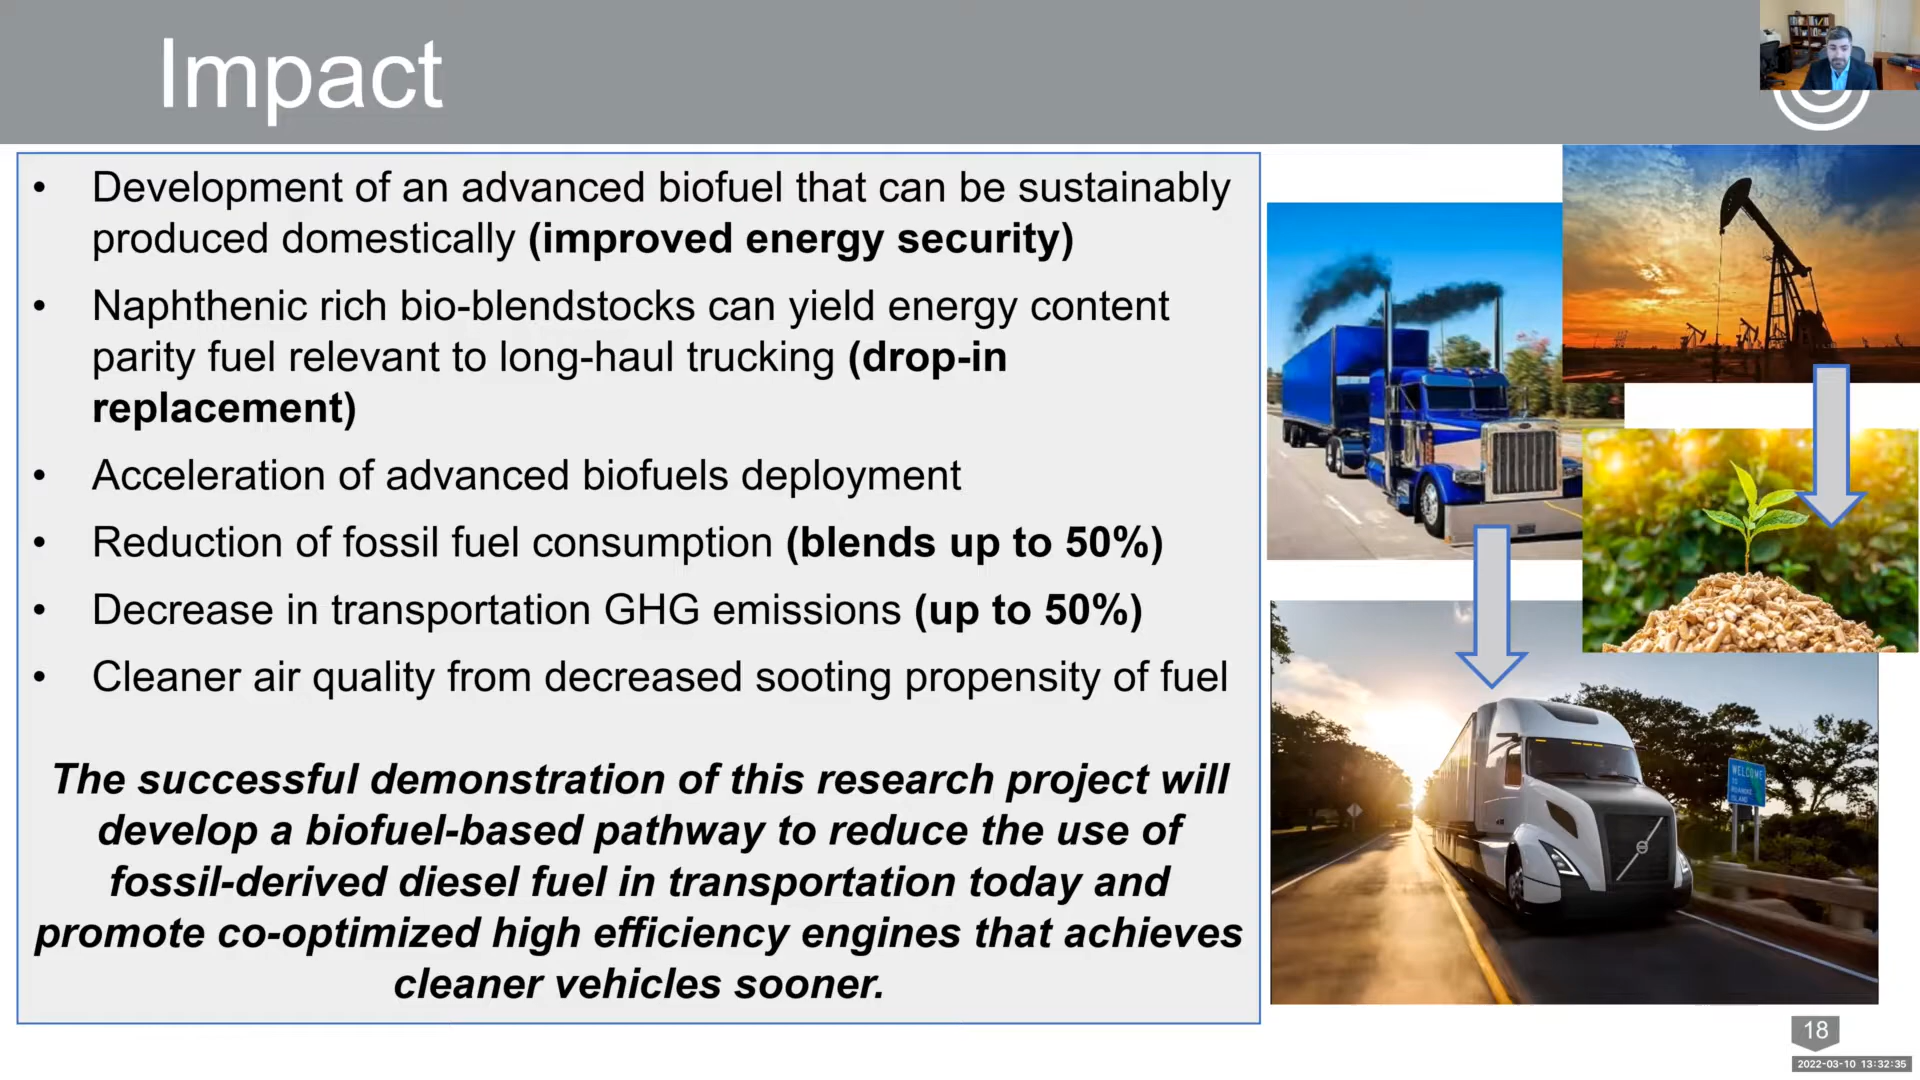 Impact
• Development of an advanced biofuel that can be sustainably
produced domestically (improved energy security)
• Naphthenic rich bio-blendstocks can yield energy content
parity fuel relevant to long-haul trucking (drop-in
replacement)
• Acceleration of advanced biofuels deployment
• Reduction of fossil fuel consumption (blends up to 50%)
• Decrease in transportation GHG emissions (up to 50%)
• Cleaner air quality from decreased sooting propensity of fuel
The successful demonstration of this research project will
develop a biofuel-based pathway to reduce the use of
fossil-derived diesel fuel in transportation today and
promote co-optimized high efficiency engines that achieves
cleaner vehicles sooner.
WELCOME
TO
ROANOKE
ISLAND
18
2022-03-10 13:32:35